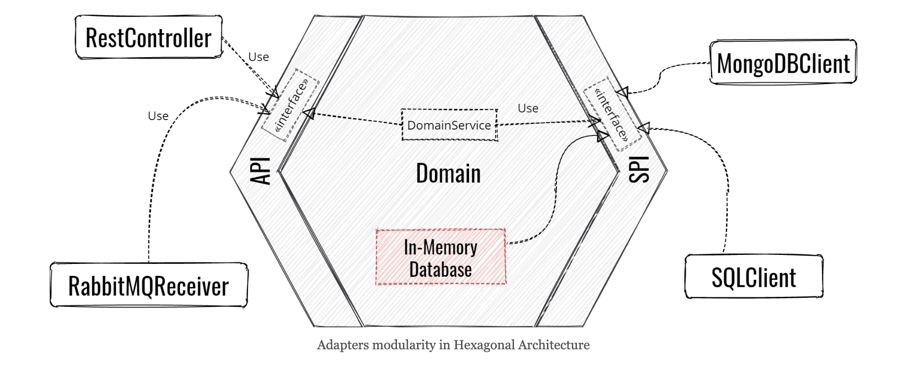 RestController
Use
Use
«interface»
API
RabbitMQReceiver
DomainService
Use
Domain
In-Memory
Database
«interface»
SPI
MongoDBClient
SQLClient
Adapters modularity in Hexagonal Architecture